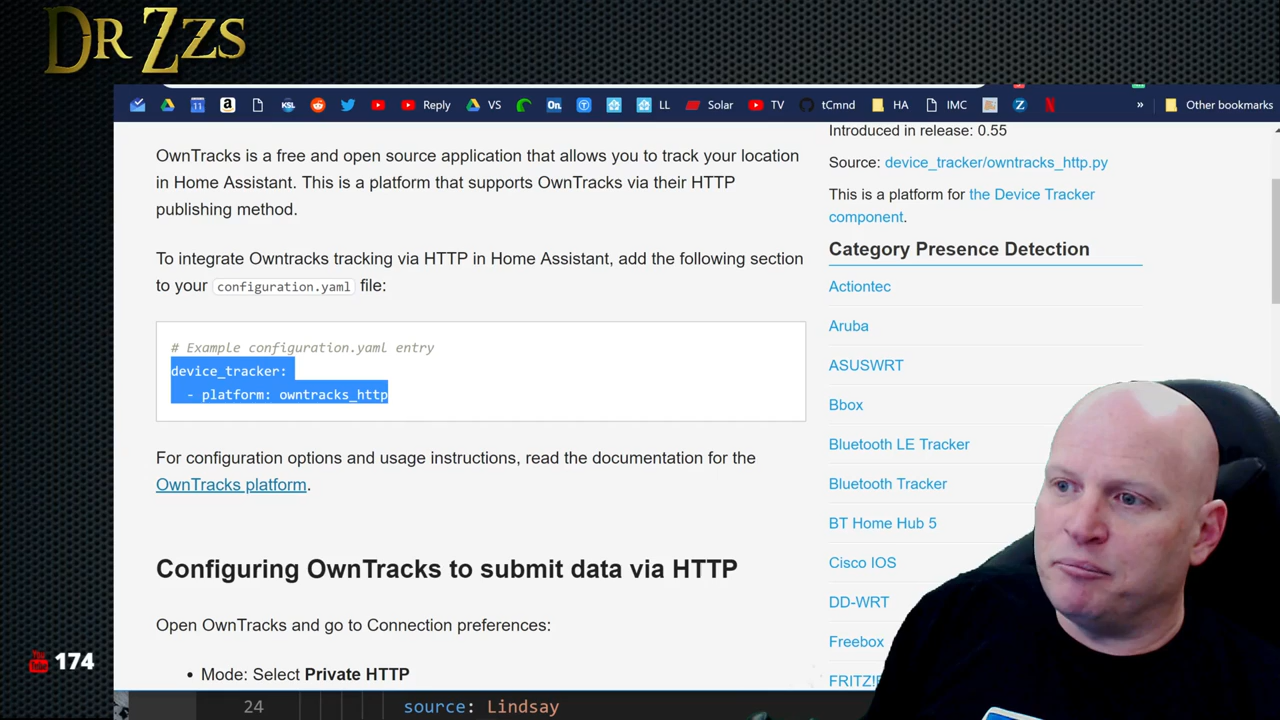 DR ZZS
11
KSL
Reply
VS
On
LL
Solar
TV
tCmnd
HA
IMC
Z
N
»
Other bookmarks
OwnTracks is a free and open source application that allows you to track your location
in Home Assistant. This is a platform that supports OwnTracks via their HTTP
publishing method.
To integrate Owntracks tracking via HTTP in Home Assistant, add the following section
to your configuration.yaml file:
# Example configuration.yaml entry
device_tracker:
- platform: owntracks_http
For configuration options and usage instructions, read the documentation for the
OwnTracks platform.
Configuring OwnTracks to submit data via HTTP
Open OwnTracks and go to Connection preferences:
• Mode: Select Private HTTP
Introduced in release: 0.55
Source: device_tracker/owntracks_http.py
This is a platform for the Device Tracker
component.
Category Presence Detection
Actiontec
Aruba
ASUSWRT
Bbox
Bluetooth LE Tracker
Bluetooth Tracker
BT Home Hub 5
Cisco IOS
DD-WRT
Freebox
FRITZ!
174
24 source: Lindsay